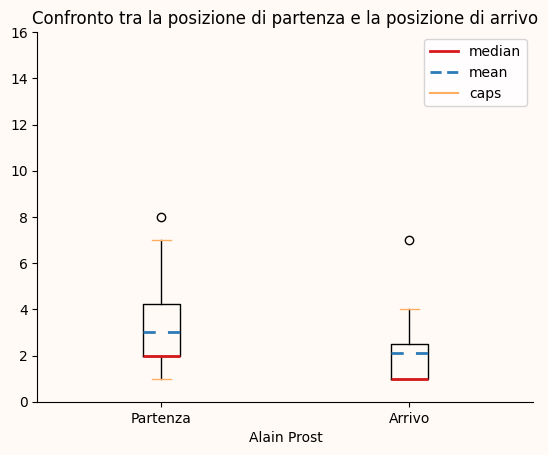 Confronto tra la posizione di partenza e la posizione di arrivo
16
14
12
10
8
6
4
2
0
median
mean
caps
Partenza
Arrivo
Alain Prost